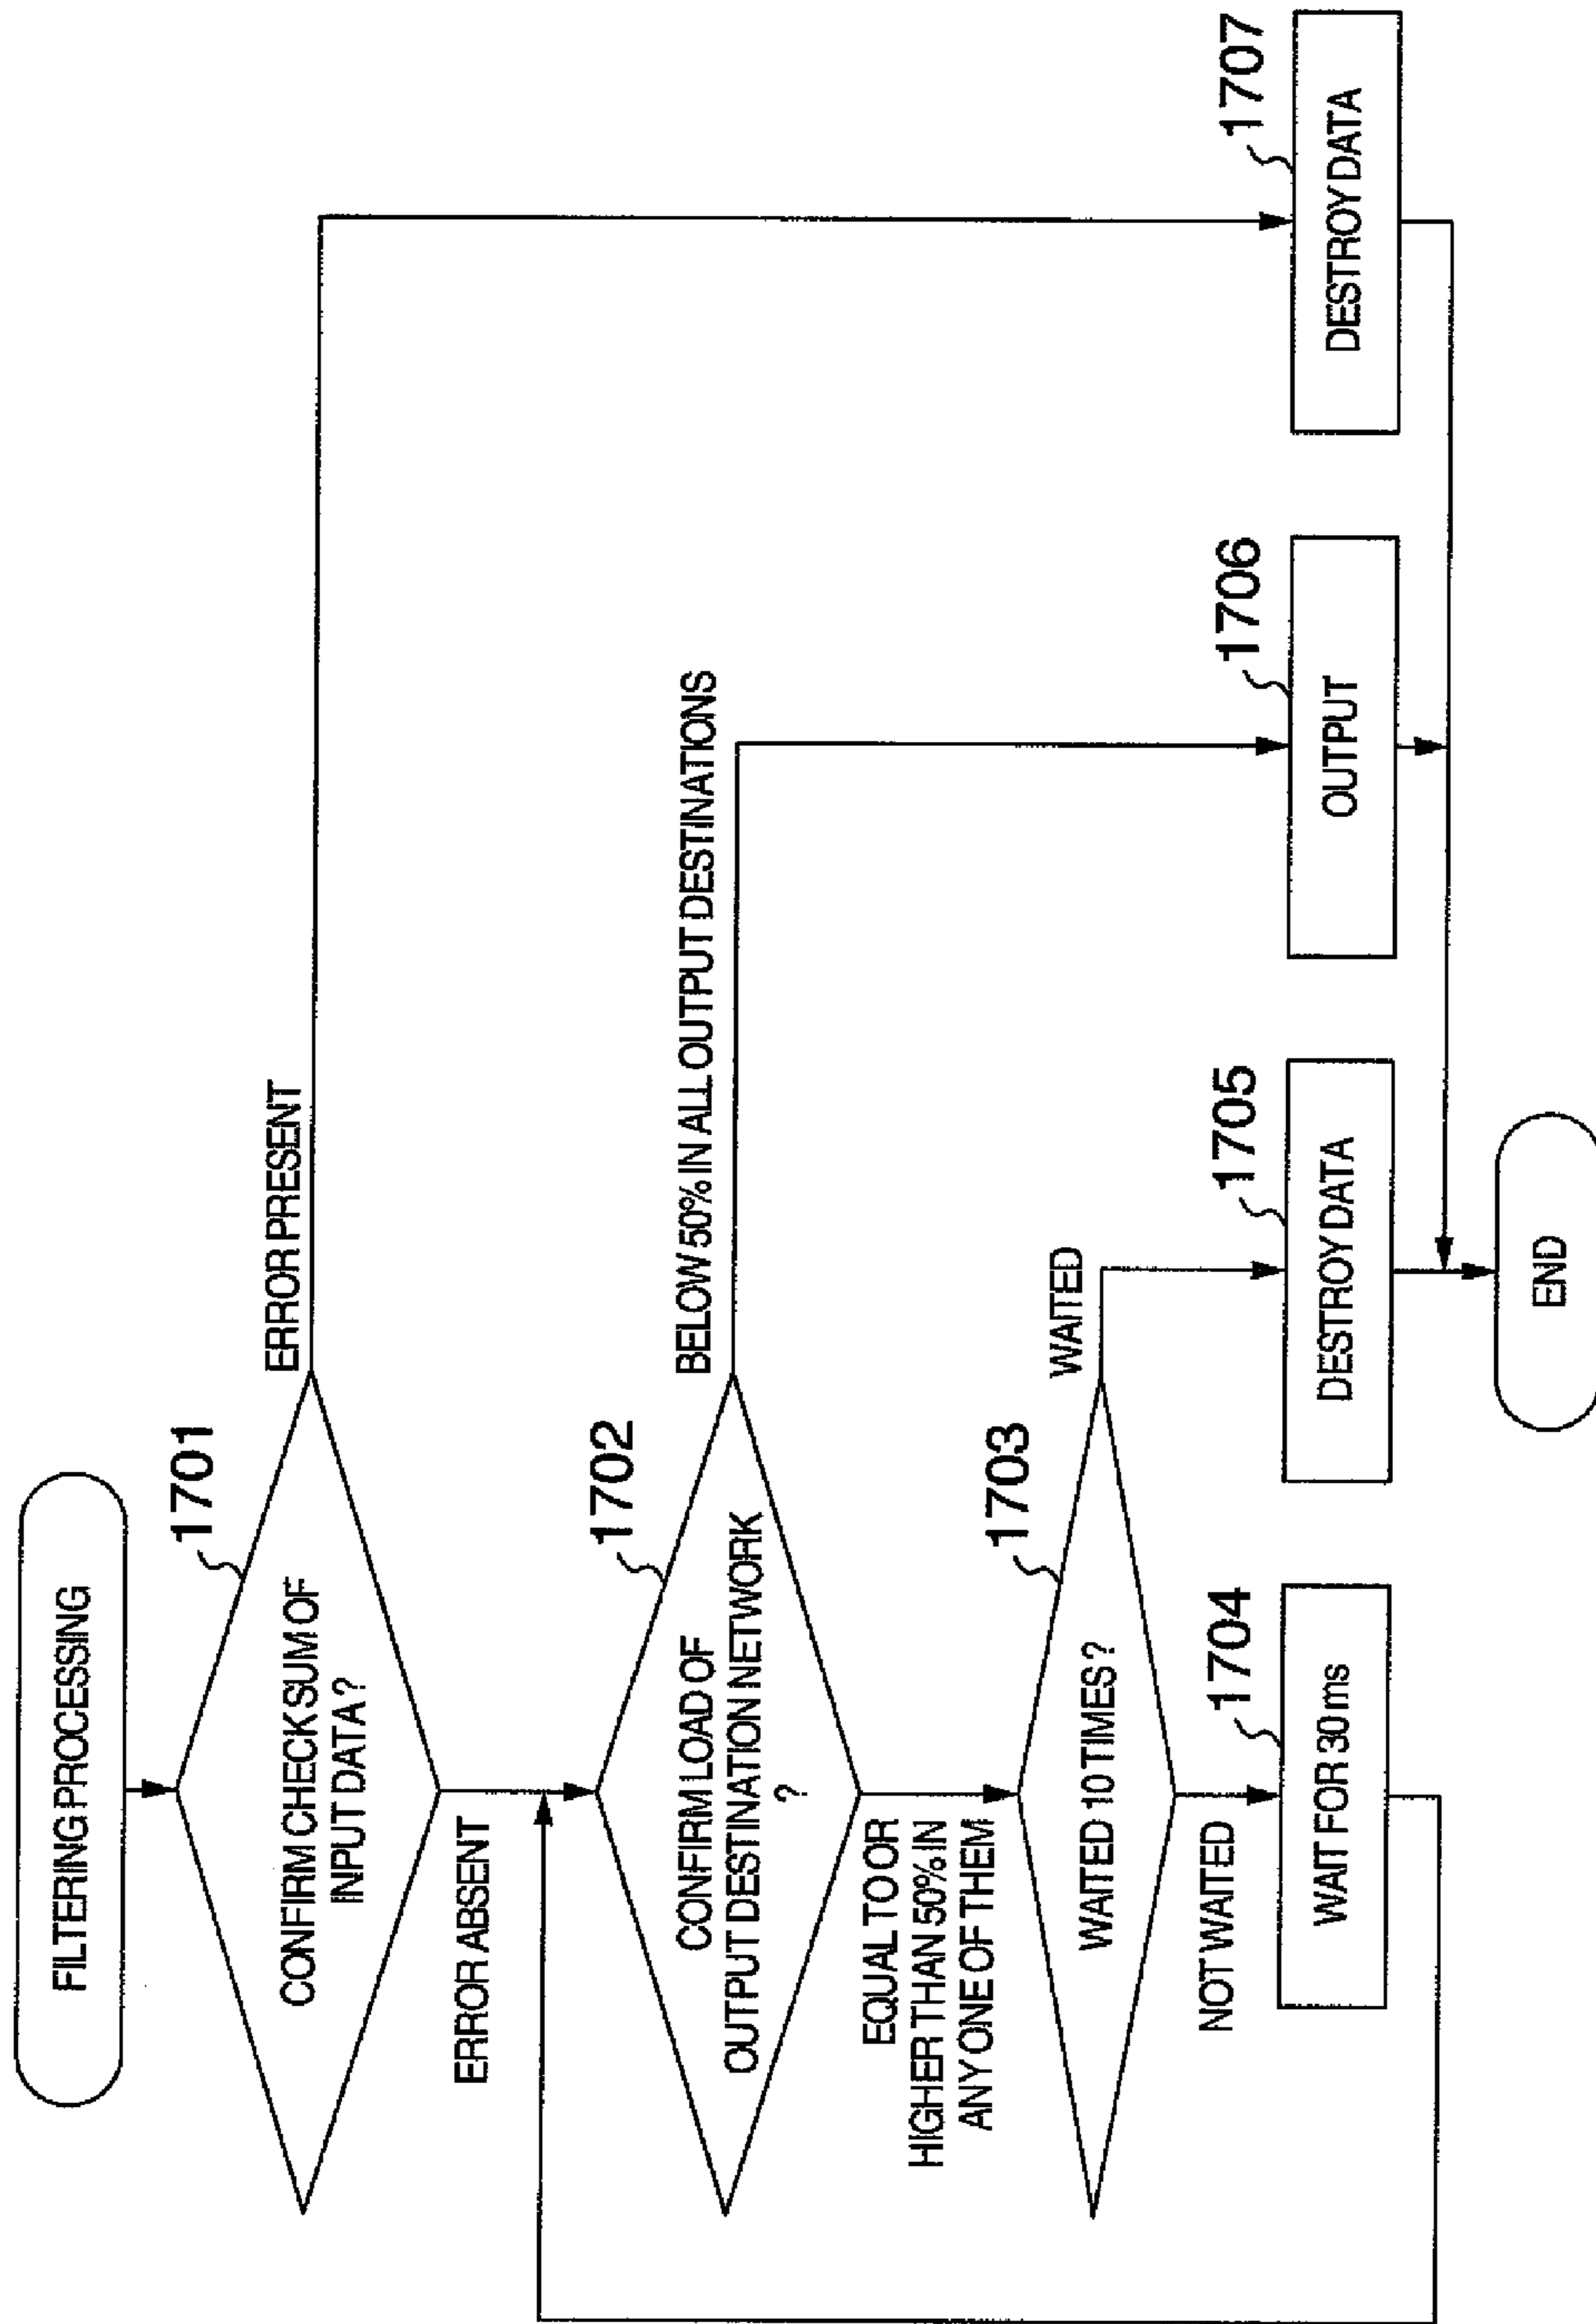 FILTERING PROCESSING
1701
CONFIRM CHECK SUM OF
INPUT DATA?
ERROR PRESENT
ERROR ABSENT
1702
CONFIRM LOAD OF
OUTPUT DESTINATION NETWORK
?
BELOW 50% IN ALL OUTPUT DESTINATIONS
EQUAL TO OR
HIGHER THAN 50% IN
ANY ONE OF THEM
1703
WAITED 10 TIMES?
WAITED
NOT WAITED
1704
WAIT FOR 30 ms
1705
DESTROY DATA
1706
OUTPUT
1707
DESTROY DATA
END